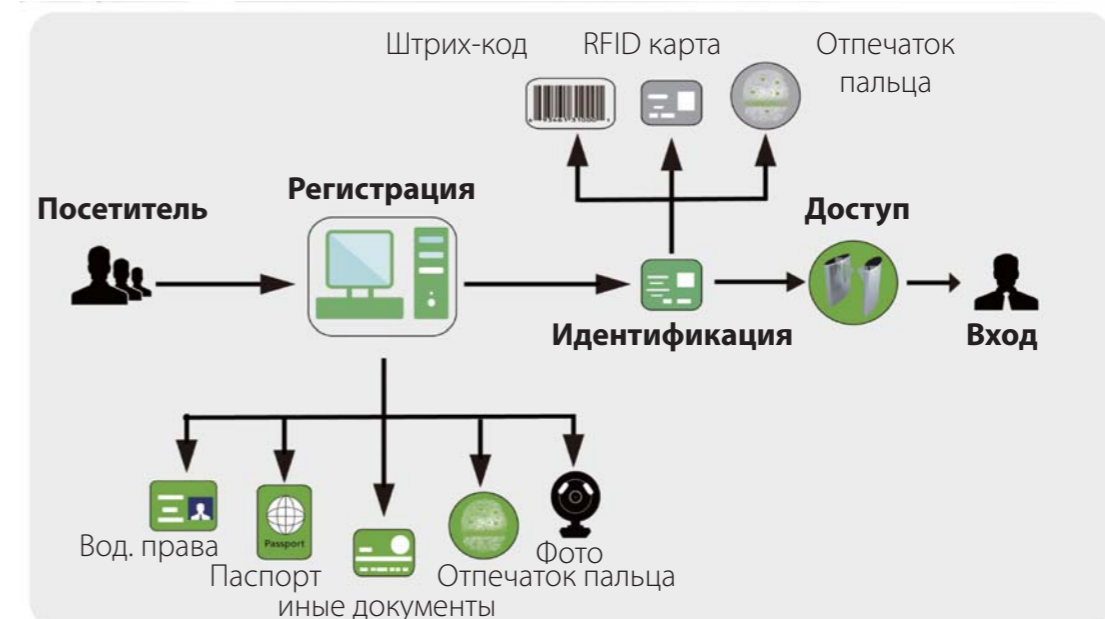 Штрих-код
RFID карта
Отпечаток
пальца
Посетитель
Регистрация
Доступ
Идентификация
Вход
Passport
Вод. права
Паспорт
иные документы
Отпечаток пальца
Фото